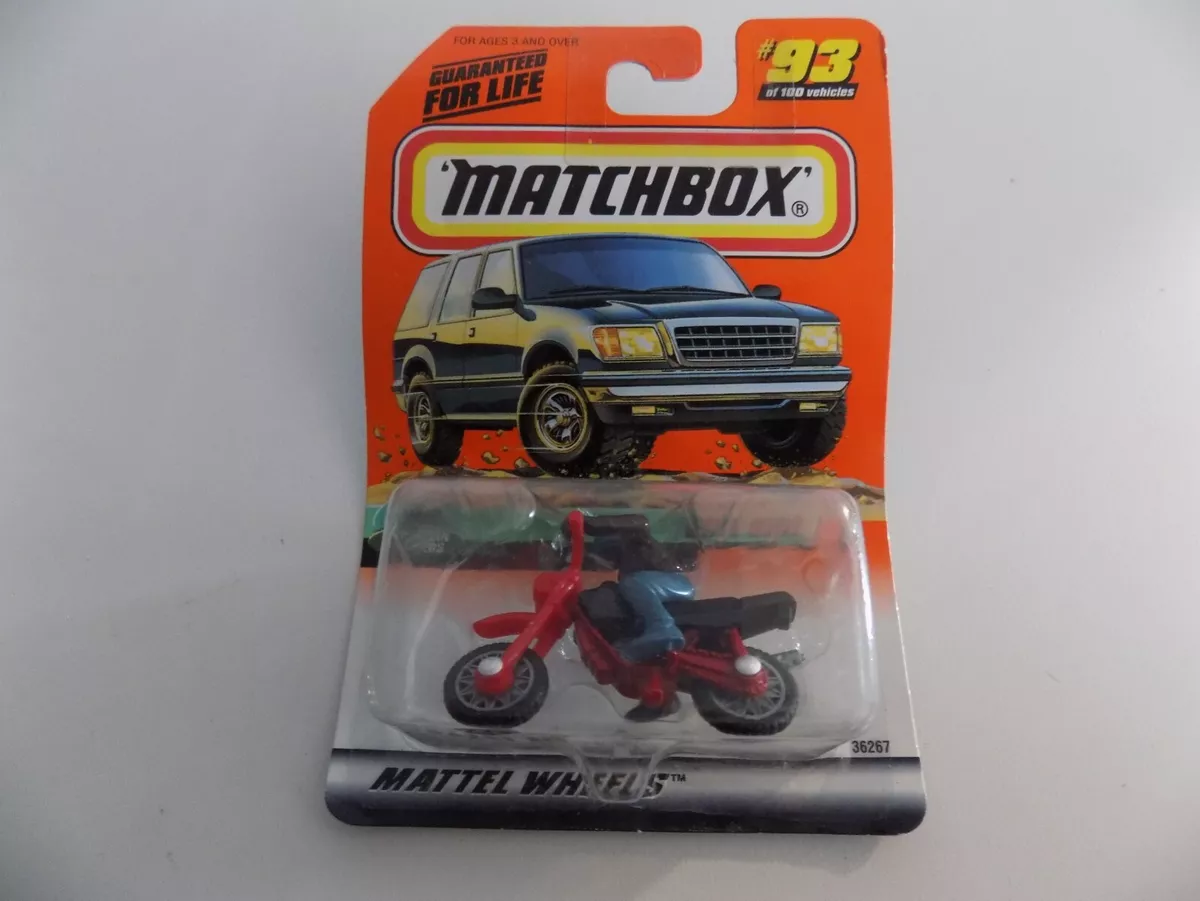 FOR AGES 3 AND OVER
GUARANTEED
FOR LIFE
#93
of 100 vehicles
'MATCHBOX'®
36267
MATTEL WHEELS™